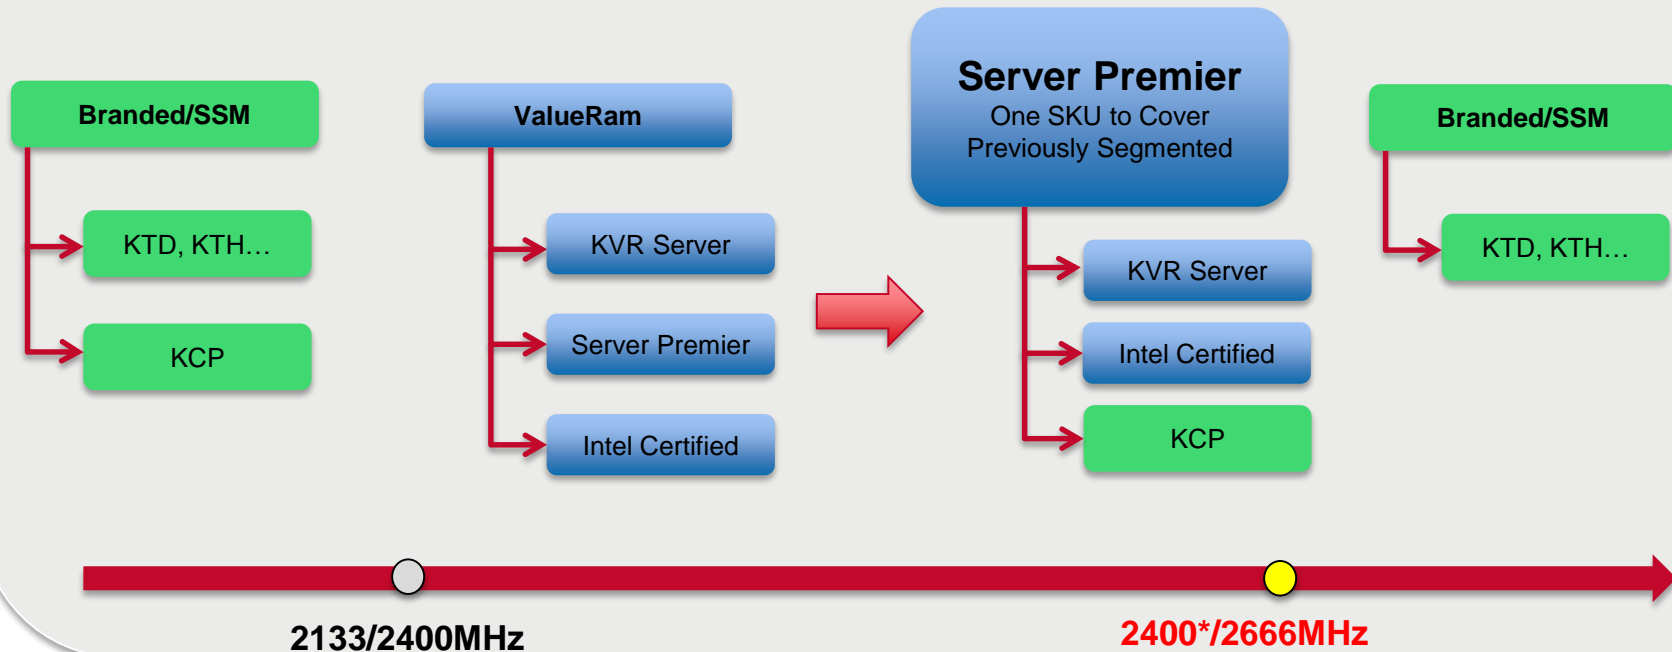 Branded/SSM
KTD, KTH…
KCP
ValueRam
KVR Server
Server Premier
Intel Certified
Server Premier
One SKU to Cover
Previously Segmented
KVR Server
Intel Certified
KCP
Branded/SSM
KTD, KTH…
2133/2400MHz
2400*/2666MHz